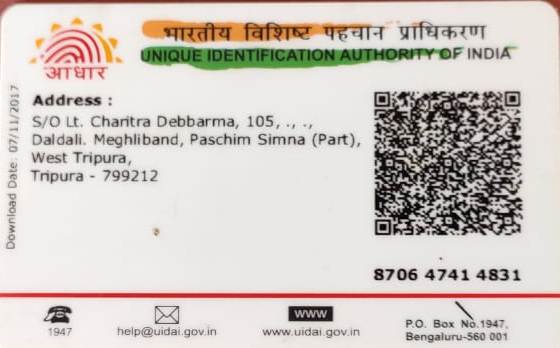 भारतीय विशिष्ट पहचान प्राधिकरण
UNIQUE IDENTIFICATION AUTHORITY OF INDIA
आधार
Address :
S/O Lt. Charitra Debbarma, 105, ., .,
Daldali. Meghliband, Paschim Simna (Part),
West Tripura,
Tripura - 799212
Download Date: 07/11/2017
8706 4741 4831
1947
help@uidai.gov.in
www
www.uidai.gov.in
P.O. Box No.1947,
Bengaluru-560 001